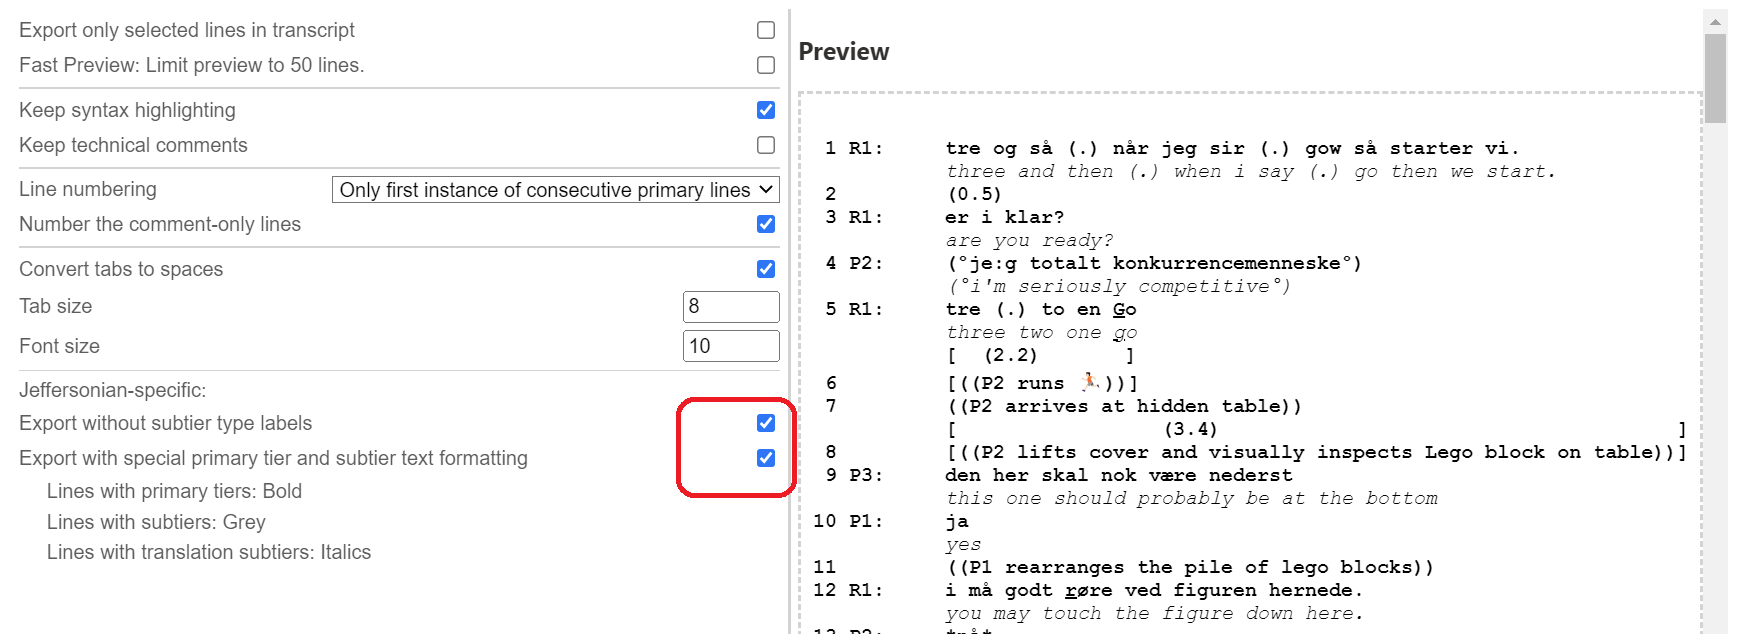 Export only selected lines in transcript
Fast Preview: Limit preview to 50 lines.
Keep syntax highlighting
Keep technical comments
Line numbering Only first instance of consecutive primary lines
Number the comment-only lines
Convert tabs to spaces
Tab size 8
Font size 10
Jeffersonian-specific:
Export without subtier type labels
Export with special primary tier and subtier text formatting
Lines with primary tiers: Bold
Lines with subtiers: Grey
Lines with translation subtiers: Italics
Preview
1 R1: tre og så (.) når jeg sir (.) gow så starter vi.
three and then (.) when i say (.) go then we start.
2 (0.5)
3 R1: er i klar?
are you ready?
4 P2: (°je:g totalt konkurrencemenneske°)
(°i'm seriously competitive°)
5 R1: tre (.) to en Go
three two one go
[ (2.2) ]
6 [((P2 runs 🏃))]
7 ((P2 arrives at hidden table))
[ (3.4) ]
8 [((P2 lifts cover and visually inspects Lego block on table))]
9 P3: den her skal nok være nederst
this one should probably be at the bottom
10 P1: ja
yes
11 ((P1 rearranges the pile of lego blocks))
12 R1: i må godt røre ved figuren hernede.
you may touch the figure down here.